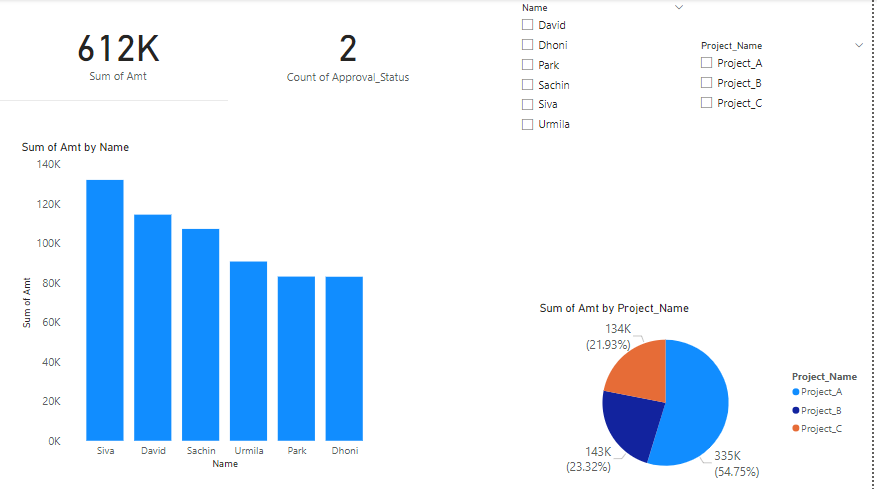 612K
Sum of Amt
2
Count of Approval_Status
Name
David
Dhoni
Park
Sachin
Siva
Urmila
Project_Name
Project_A
Project_B
Project_C
Sum of Amt by Name
140K
120K
100K
80K
60K
40K
20K
0K
Sum of Amt
Siva David Sachin Urmila Park Dhoni
Name
Sum of Amt by Project_Name
134K
(21.93%)
143K
(23.32%)
335K
(54.75%)
Project_Name
Project_A
Project_B
Project_C